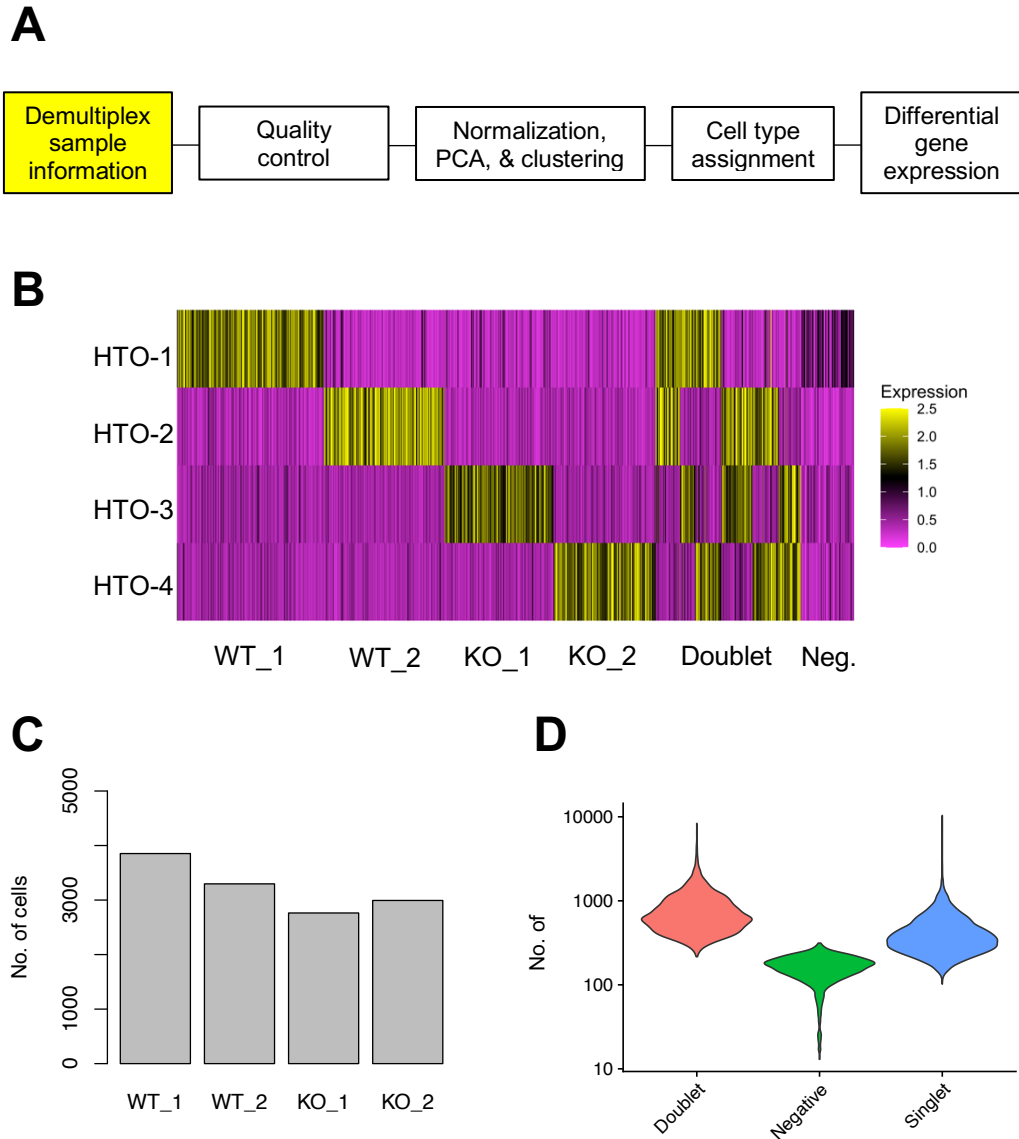 A
Demultiplex
sample
information
Quality
control
Normalization,
PCA, & clustering
Cell type
assignment
Differential
gene
expression
B
HTO-1
HTO-2
HTO-3
HTO-4
Expression
2.5
2.0
1.5
1.0
0.5
0.0
WT_1
WT_2
KO_1
KO_2
Doublet
Neg.
C
No. of cells
5000
3000
1000
0
WT_1
WT_2
KO_1
KO_2
D
No. of
10000
1000
100
10
Doublet
Negative
Singlet